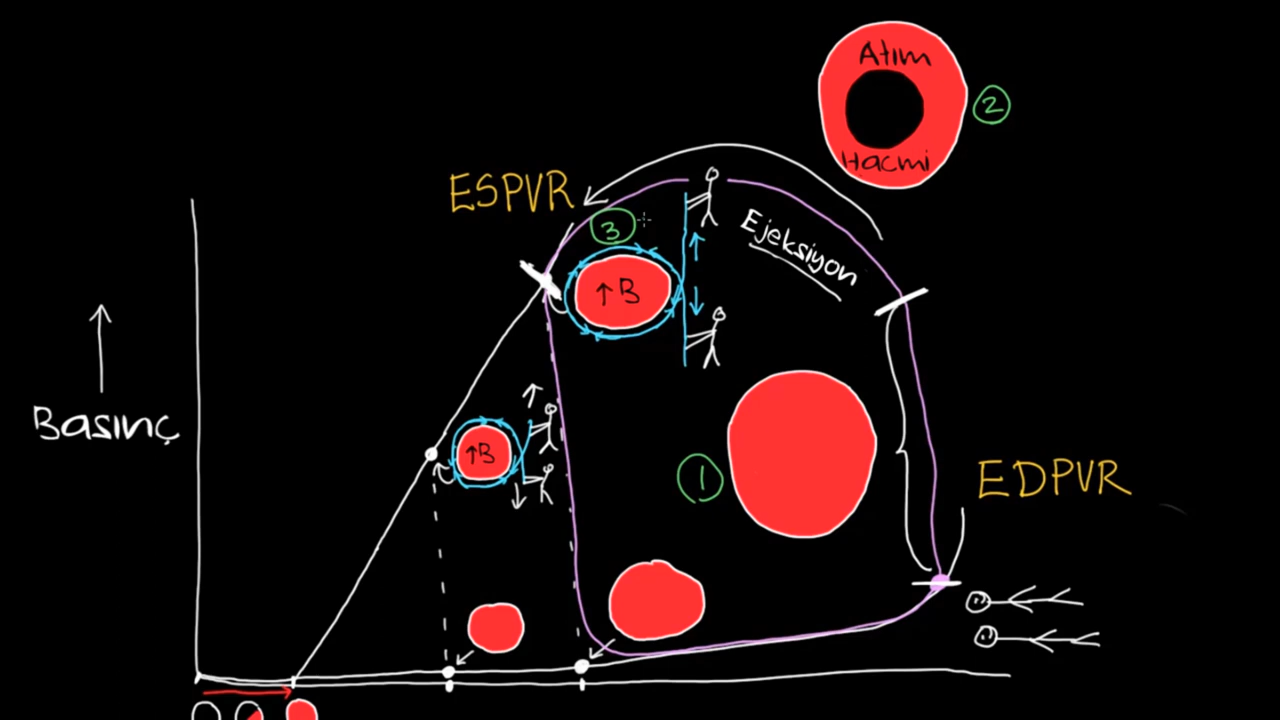 Atım
Hacmi
2
ESPVR
3
Ejeksiyon
↑B
Basınç
↑B
1
EDPVR